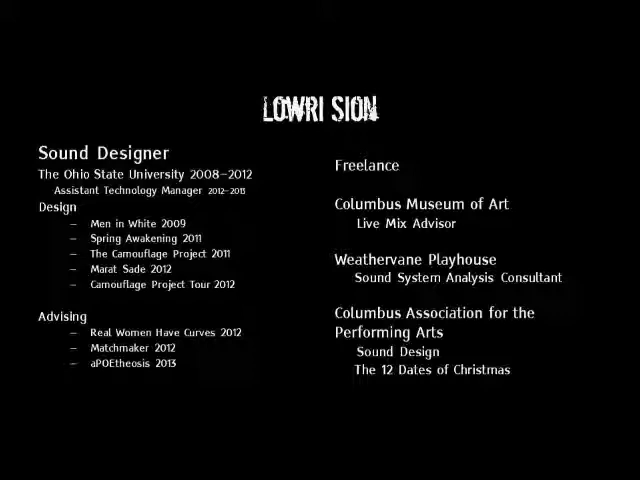 LOWRI SION
Sound Designer
The Ohio State University 2008-2012
Assistant Technology Manager 2012-2013
Design
– Men in White 2009
– Spring Awakening 2011
– The Camouflage Project 2011
– Marat Sade 2012
– Camouflage Project Tour 2012
Advising
– Real Women Have Curves 2012
– Matchmaker 2012
– aPOEtheosis 2013
Freelance
Columbus Museum of Art
Live Mix Advisor
Weathervane Playhouse
Sound System Analysis Consultant
Columbus Association for the
Performing Arts
Sound Design
The 12 Dates of Christmas